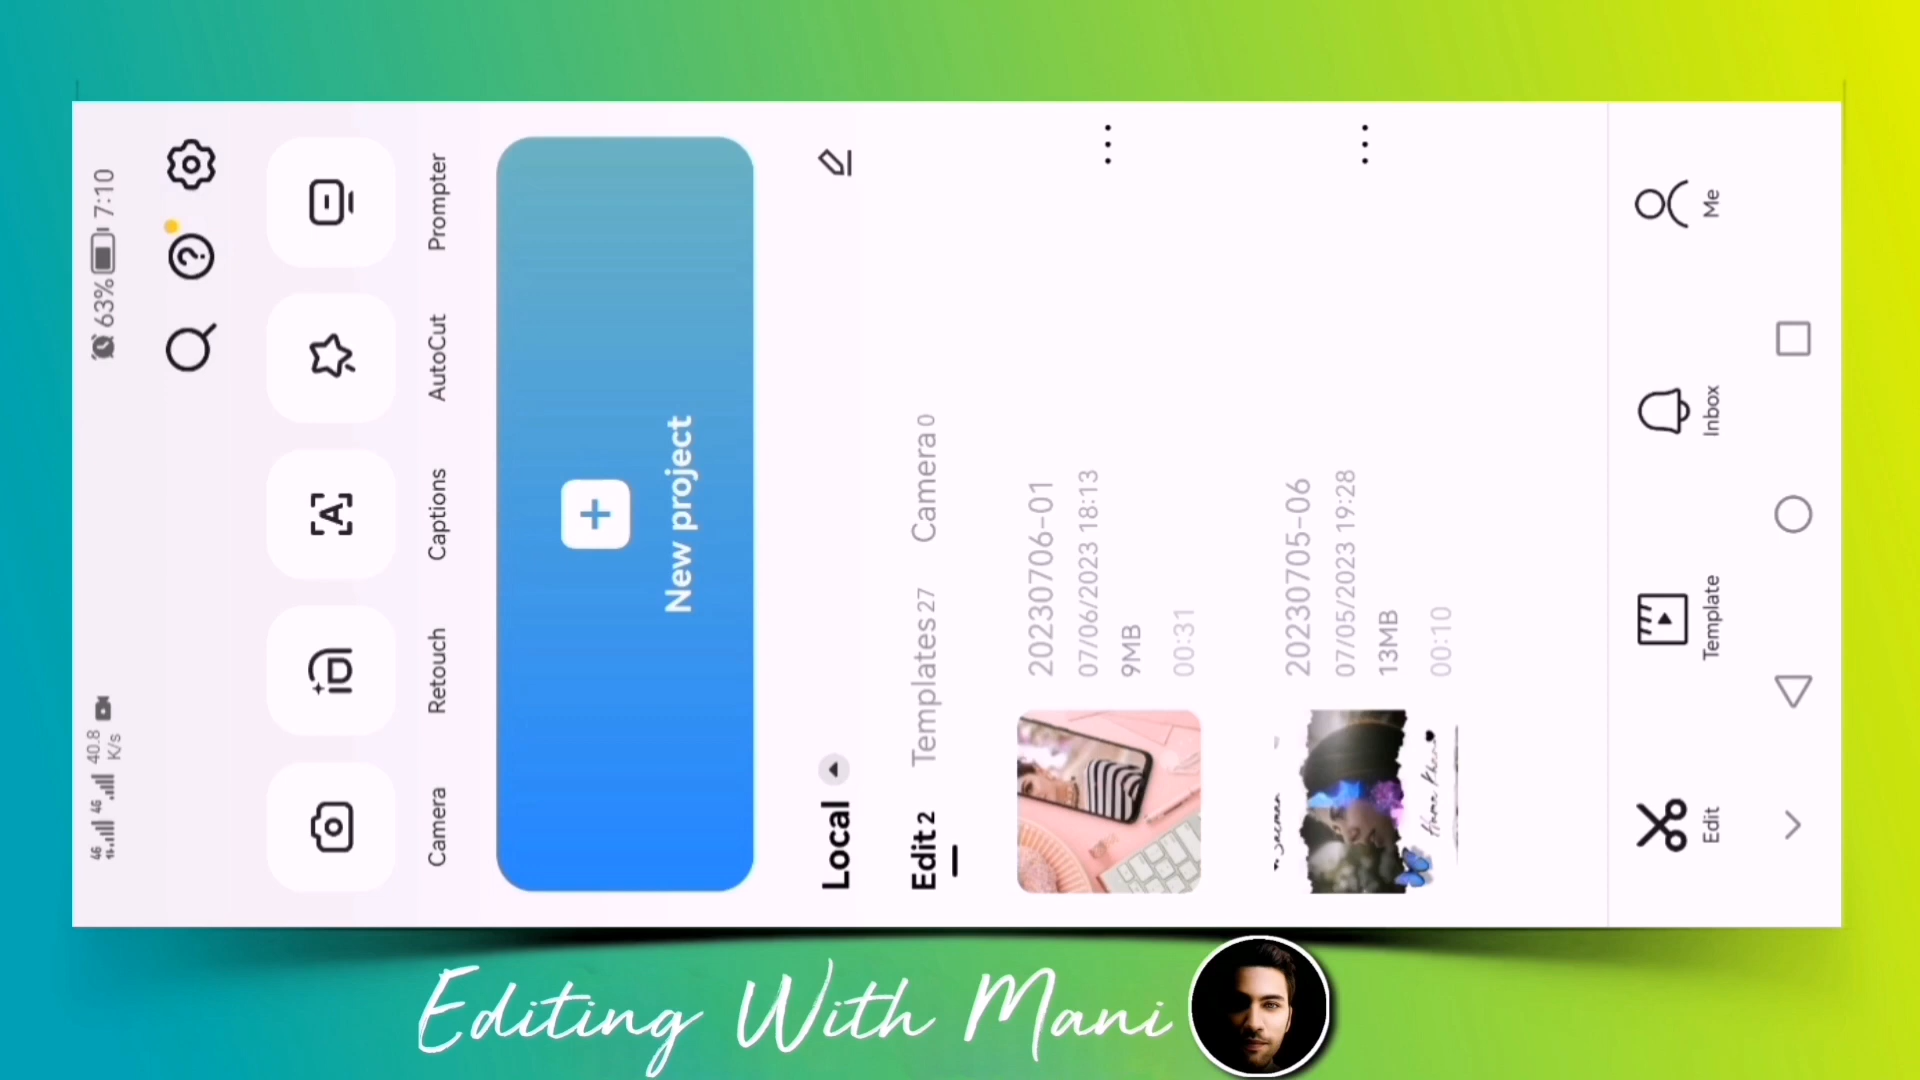 4G 4G 40.8 K/s 63% 7:10
Camera Retouch Captions AutoCut Prompter
New project
Local
Edit 2 Templates 27 Camera 0
20230706-01
07/06/2023 18:13
9MB
00:31
20230705-06
07/05/2023 19:28
13MB
00:10
Edit Template Inbox Me
Editing With Mani